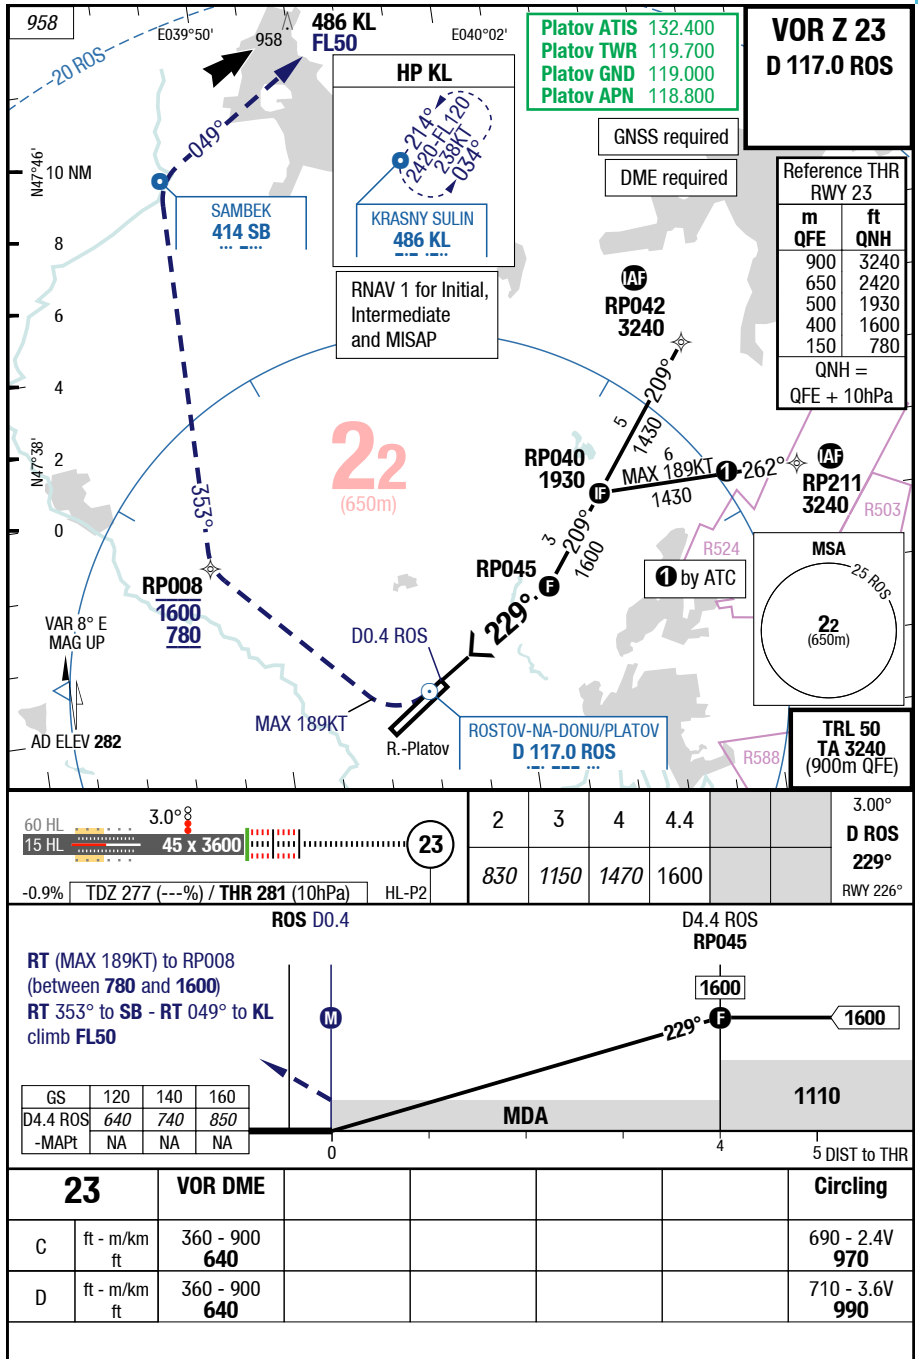 958
E039°50'
958
486 KL
FL50
E040°02'
Platov ATIS 132.400
Platov TWR 119.700
Platov GND 119.000
Platov APN 118.800
VOR Z 23
D 117.0 ROS
20 ROS
HP KL
214°
2420-FL120
238KT
034°
KRASNY SULIN
486 KL
GNSS required
DME required
Reference THR
RWY 23
m ft
QFE QNH
900 3240
650 2420
500 1930
400 1600
150 780
QNH =
QFE + 10hPa
N47°46'
10 NM
049°
SAMBEK
414 SB
8
6
4
2
0
N47°38'
RNAV 1 for Initial,
Intermediate
and MISAP
IAF
RP042
3240
209°
5
1430
22
(650m)
RP040
1930
IF
6
MAX 189KT
1430
1
262°
IAF
RP211
3240
R503
R524
353°
3
209°
1600
RP045
F
1 by ATC
MSA
25 ROS
22
(650m)
RP008
1600
780
229°
VAR 8° E
MAG UP
D0.4 ROS
MAX 189KT
AD ELEV 282
R.-Platov
ROSTOV-NA-DONU/PLATOV
D 117.0 ROS
R588
TRL 50
TA 3240
(900m QFE)
60 HL
15 HL
3.0°
45 x 3600
23
-0.9%
TDZ 277 (---%) / THR 281 (10hPa)
HL-P2
2 3 4 4.4
830 1150 1470 1600
3.00°
D ROS
229°
RWY 226°
ROS D0.4
D4.4 ROS
RP045
RT (MAX 189KT) to RP008
(between 780 and 1600)
RT 353° to SB - RT 049° to KL
climb FL50
M
1600
229°
F
1600
GS 120 140 160
D4.4 ROS 640 740 850
-MAPt NA NA NA
MDA
1110
0 4 5 DIST to THR
23 VOR DME Circling
C ft - m/km 360 - 900 690 - 2.4V
ft 640 970
D ft - m/km 360 - 900 710 - 3.6V
ft 640 990